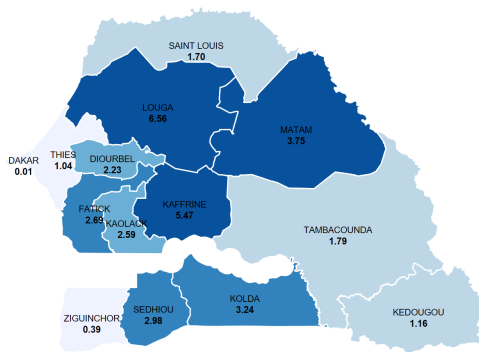 SAINT LOUIS
1.70
LOUGA
6.56
MATAM
3.75
DAKAR
0.01
THIES
1.04
DIOURBEL
2.23
FATICK
2.69
KAOLACK
2.59
KAFFRINE
5.47
TAMBACOUNDA
1.79
ZIGUINCHOR
0.39
SEDHIOU
2.98
KOLDA
3.24
KEDOUGOU
1.16